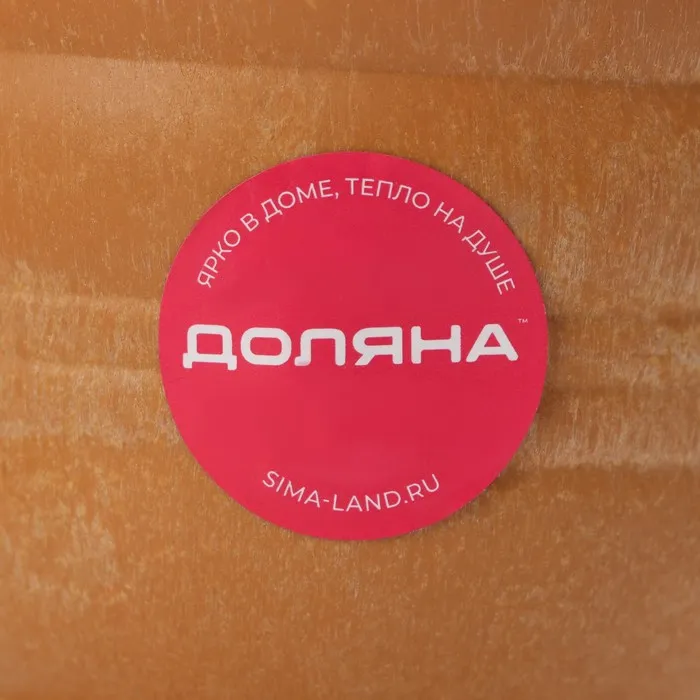 ЯРКО В ДОМЕ, ТЕПЛО НА ДУШЕ
ДОЛЯНА™
SIMA-LAND.RU